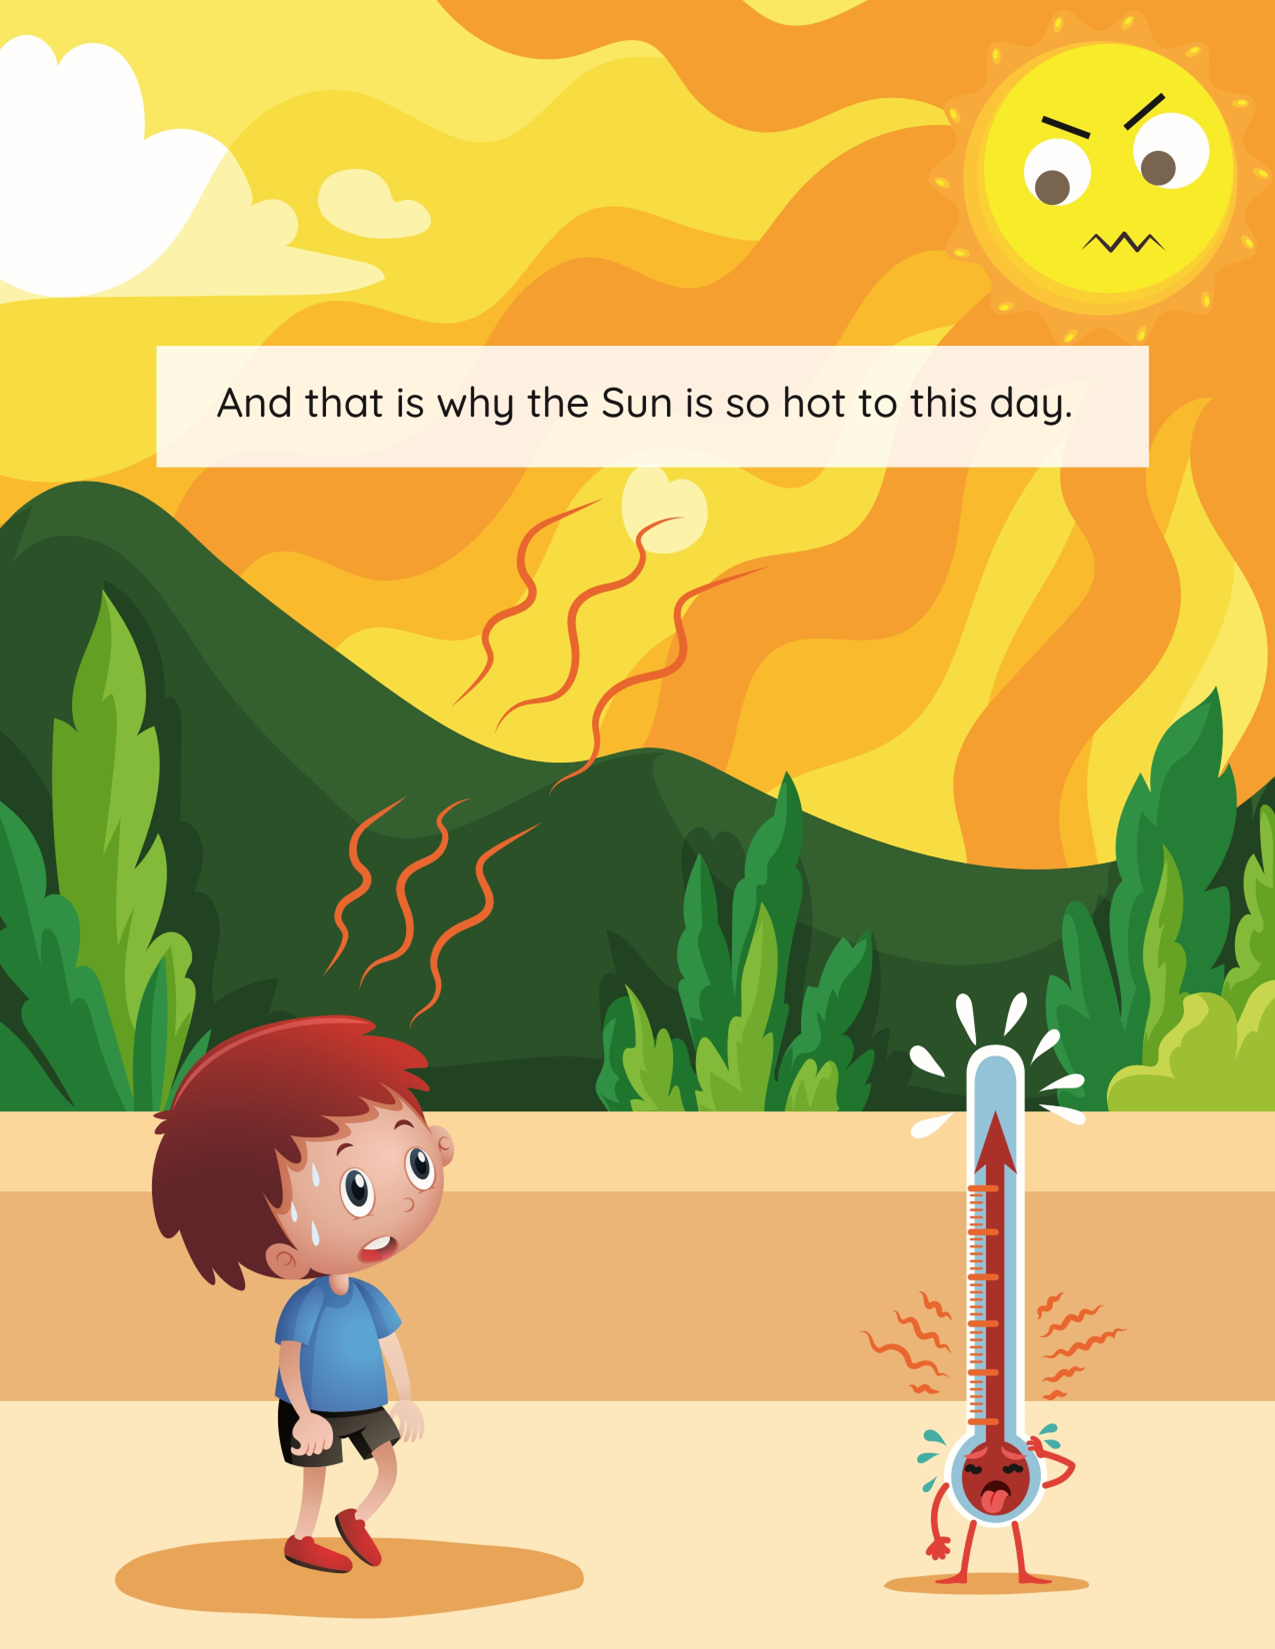 And that is why the Sun is so hot to this day.